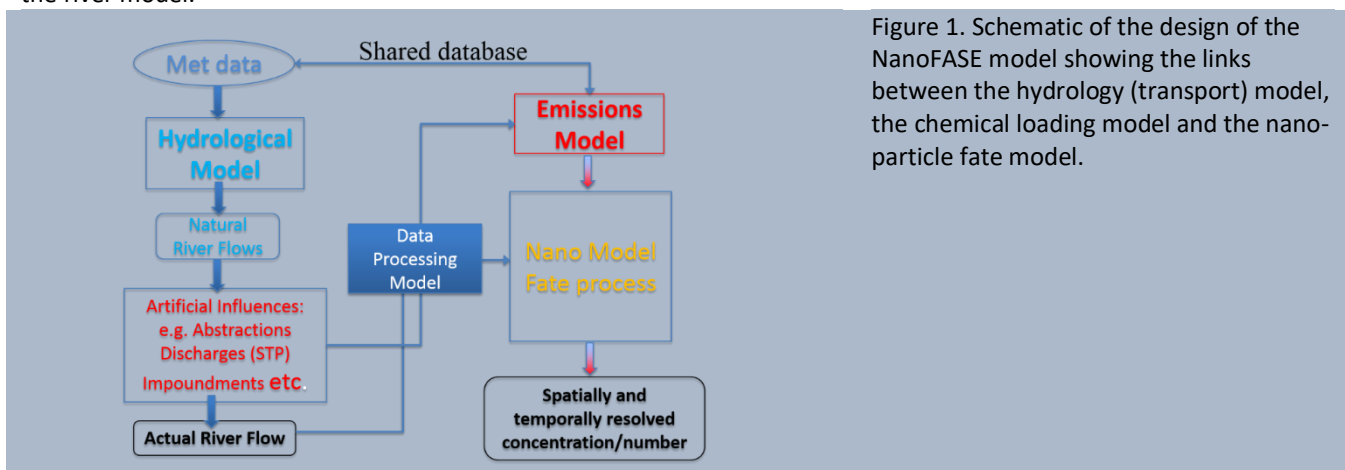 the river model.
Shared database
Met data
Emissions
Model
Hydrological
Model
Natural
River Flows
Data
Processing
Model
Nano Model
Fate process
Artificial Influences:
e.g. Abstractions
Discharges (STP)
Impoundments etc.
Actual River Flow
Spatially and
temporally resolved
concentration/number
Figure 1. Schematic of the design of the
NanoFASE model showing the links
between the hydrology (transport) model,
the chemical loading model and the nano-
particle fate model.